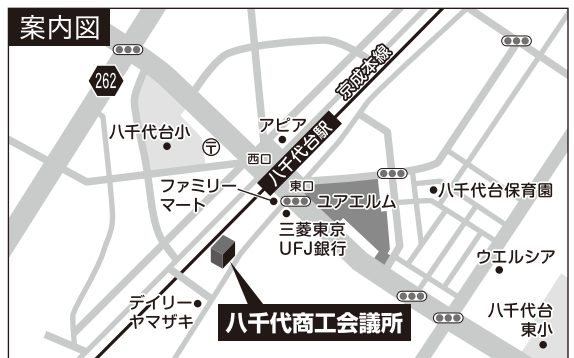 案内図
262
京成本線
八千代台小
〒
アピア
西口
八千代台駅
東口
ファミリー
マート
ユアエルム
八千代台保育園
三菱東京
UFJ銀行
ウエルシア
デイリー
ヤマザキ
八千代商工会議所
八千代台
東小